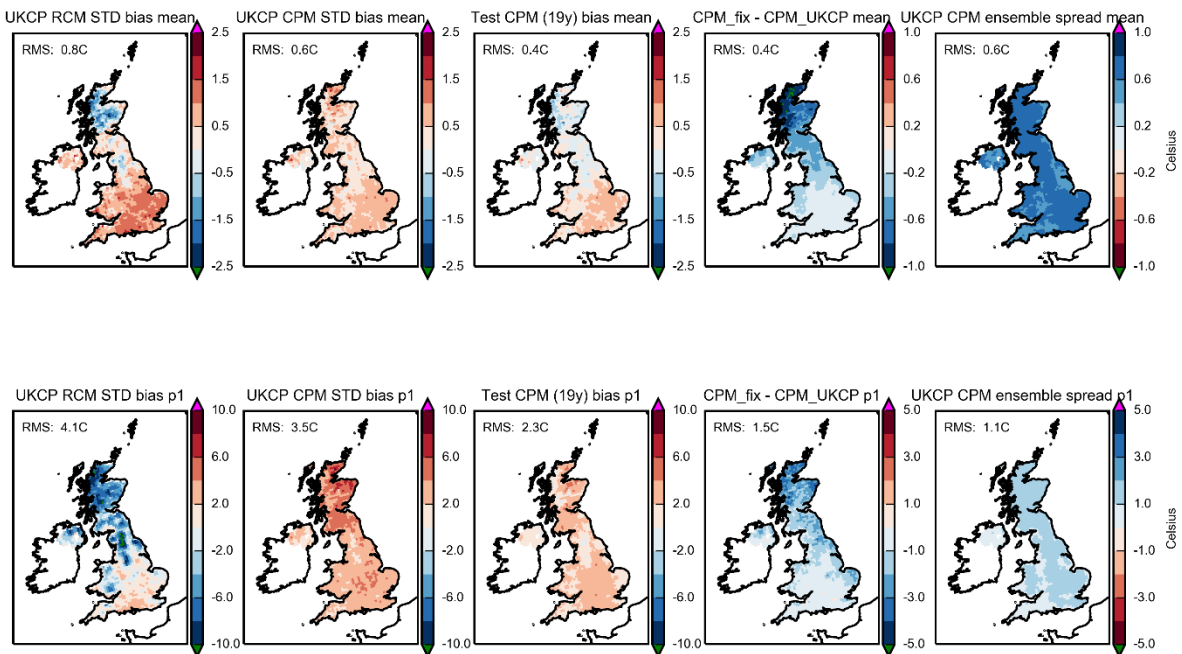 UKCP RCM STD bias mean
UKCP CPM STD bias mean
Test CPM (19y) bias mean
CPM_fix - CPM_UKCP mean
UKCP CPM ensemble spread mean
RMS: 0.8C
RMS: 0.6C
RMS: 0.4C
RMS: 0.4C
RMS: 0.6C
2.5
1.5
0.5
-0.5
-1.5
-2.5
2.5
1.5
0.5
-0.5
-1.5
-2.5
2.5
1.5
0.5
-0.5
-1.5
-2.5
1.0
0.6
0.2
-0.2
-0.6
-1.0
1.0
0.6
0.2
-0.2
-0.6
-1.0
Celsius
UKCP RCM STD bias p1
UKCP CPM STD bias p1
Test CPM (19y) bias p1
CPM_fix - CPM_UKCP p1
UKCP CPM ensemble spread p1
RMS: 4.1C
RMS: 3.5C
RMS: 2.3C
RMS: 1.5C
RMS: 1.1C
10.0
6.0
2.0
-2.0
-6.0
-10.0
10.0
6.0
2.0
-2.0
-6.0
-10.0
10.0
6.0
2.0
-2.0
-6.0
-10.0
5.0
3.0
1.0
-1.0
-3.0
-5.0
5.0
3.0
1.0
-1.0
-3.0
-5.0
Celsius